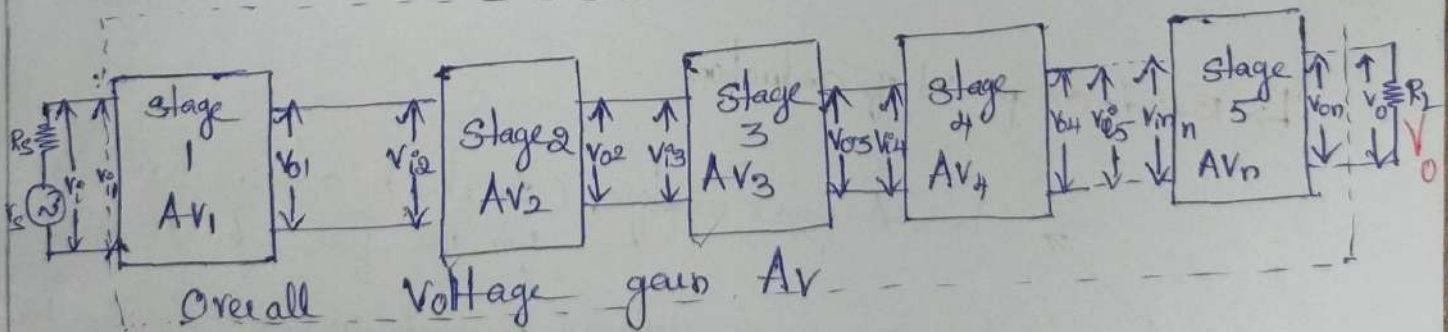 Stage
1
AV1
Stage 2
AV2
Stage
3
AV3
Stage
4
AV4
Stage
5
n
AVn
Rs
Vs
Vi
Vo1
Vi2
Vo2
Vi3
Vo3
Vi4
Vo4
Vi5
Vin
Von
Vo
RL
Vo
Overall Voltage gain AV